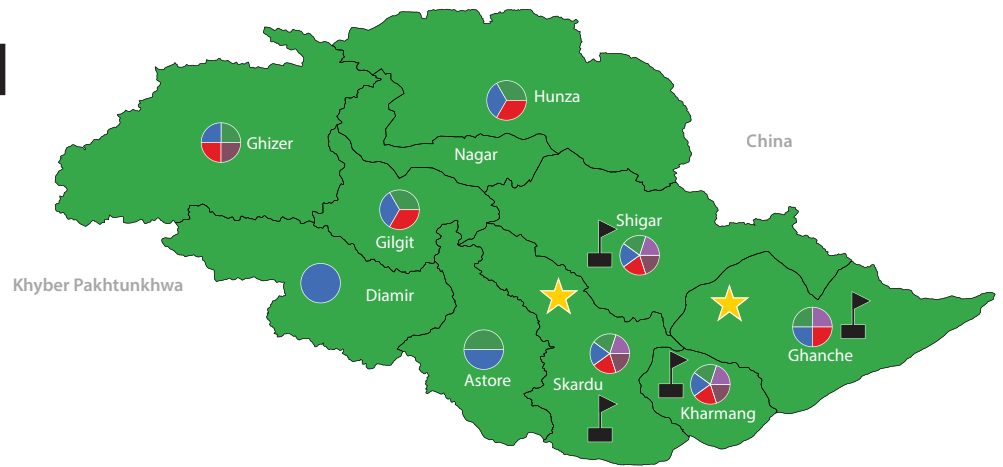 Hunza
Ghizer
China
Nagar
Shigar
Gilgit
Khyber Pakhtunkhwa
Diamir
Ghanche
Astore
Skardu
Kharmang